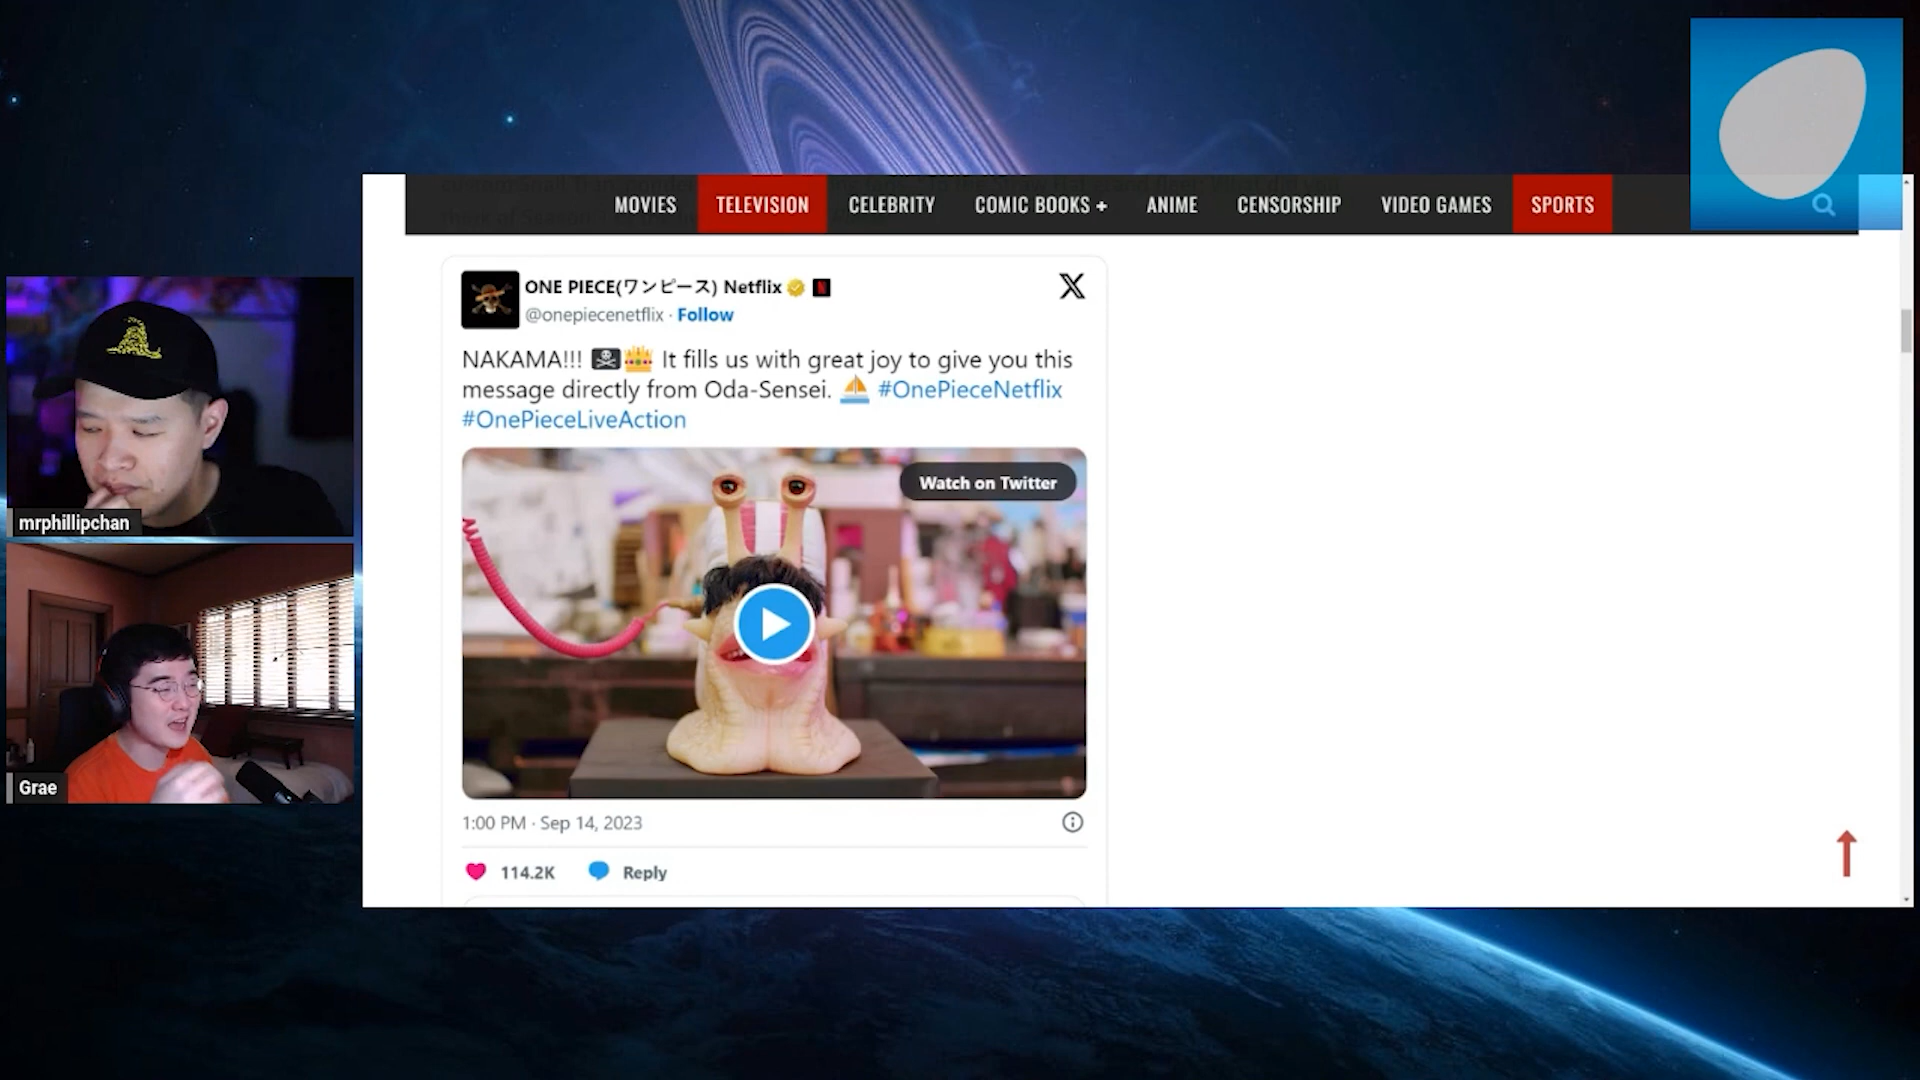 MOVIES TELEVISION CELEBRITY COMIC BOOKS + ANIME CENSORSHIP VIDEO GAMES SPORTS
ONE PIECE(ワンピース) Netflix
@onepiecenetflix · Follow
NAKAMA!!! 🏴‍☠️👑 It fills us with great joy to give you this
message directly from Oda-Sensei. ⛵ #OnePieceNetflix
#OnePieceLiveAction
Watch on Twitter
1:00 PM · Sep 14, 2023
114.2K Reply
mrphillipchan
Grae